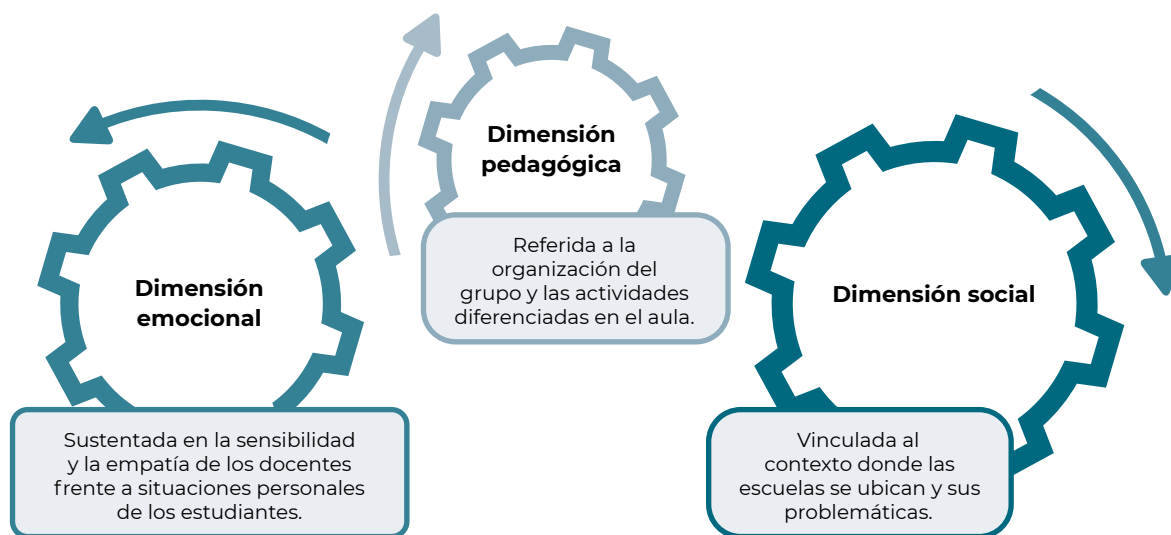 Dimensión
emocional
Sustentada en la sensibilidad
y la empatía de los docentes
frente a situaciones personales
de los estudiantes.
Dimensión
pedagógica
Referida a la
organización del
grupo y las actividades
diferenciadas en el aula.
Dimensión social
Vinculada al
contexto donde las
escuelas se ubican y sus
problemáticas.